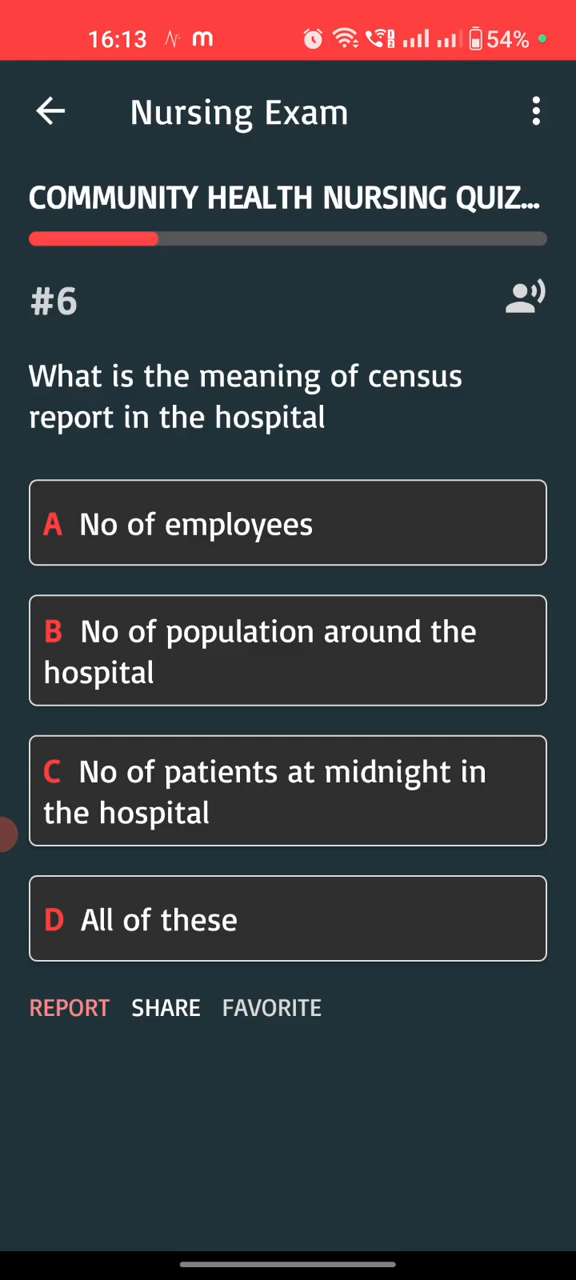 16:13 m 54%
Nursing Exam
COMMUNITY HEALTH NURSING QUIZ...
#6
What is the meaning of census
report in the hospital
A No of employees
B No of population around the
hospital
C No of patients at midnight in
the hospital
D All of these
REPORT SHARE FAVORITE